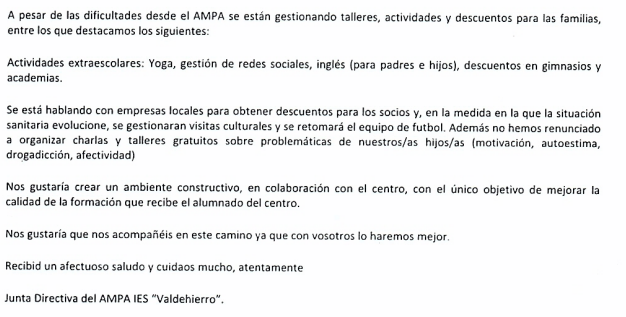 A pesar de las dificultades desde el AMPA se están gestionando talleres, actividades y descuentos para las familias,
entre los que destacamos los siguientes:
Actividades extraescolares: Yoga, gestión de redes sociales, inglés (para padres e hijos), descuentos en gimnasios y
academias.
Se está hablando con empresas locales para obtener descuentos para los socios y, en la medida en la que la situación
sanitaria evolucione, se gestionaran visitas culturales y se retomará el equipo de futbol. Además no hemos renunciado
a organizar charlas y talleres gratuitos sobre problemáticas de nuestros/as hijos/as (motivación, autoestima,
drogadicción, afectividad)
Nos gustaría crear un ambiente constructivo, en colaboración con el centro, con el único objetivo de mejorar la
calidad de la formación que recibe el alumnado del centro.
Nos gustaría que nos acompañéis en este camino ya que con vosotros lo haremos mejor.
Recibid un afectuoso saludo y cuidaos mucho, atentamente
Junta Directiva del AMPA IES "Valdehierro".